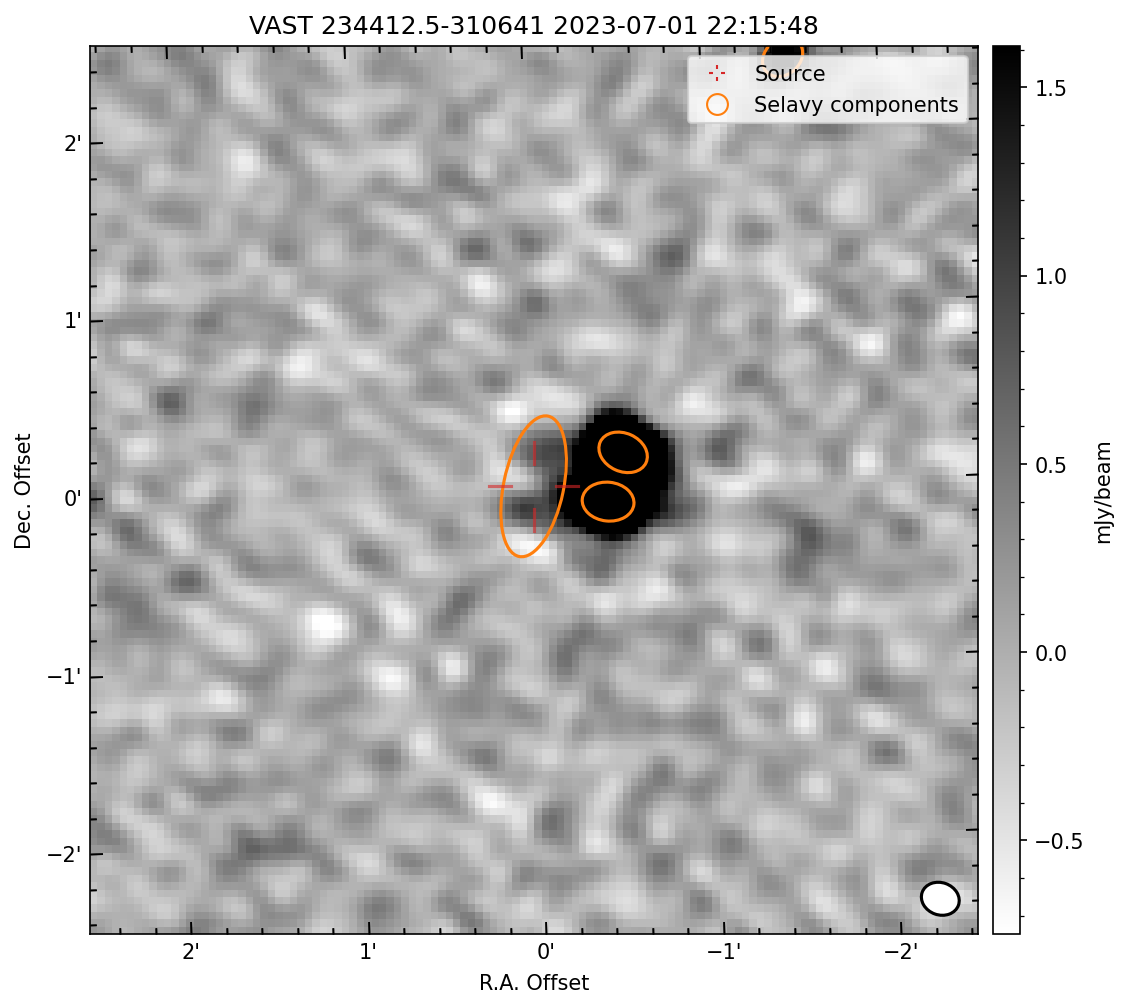 VAST 234412.5-310641 2023-07-01 22:15:48
Source
Selavy components
2'
1'
0'
−1'
−2'
Dec. Offset
2'
1'
0'
−1'
−2'
R.A. Offset
1.5
1.0
0.5
0.0
−0.5
mJy/beam